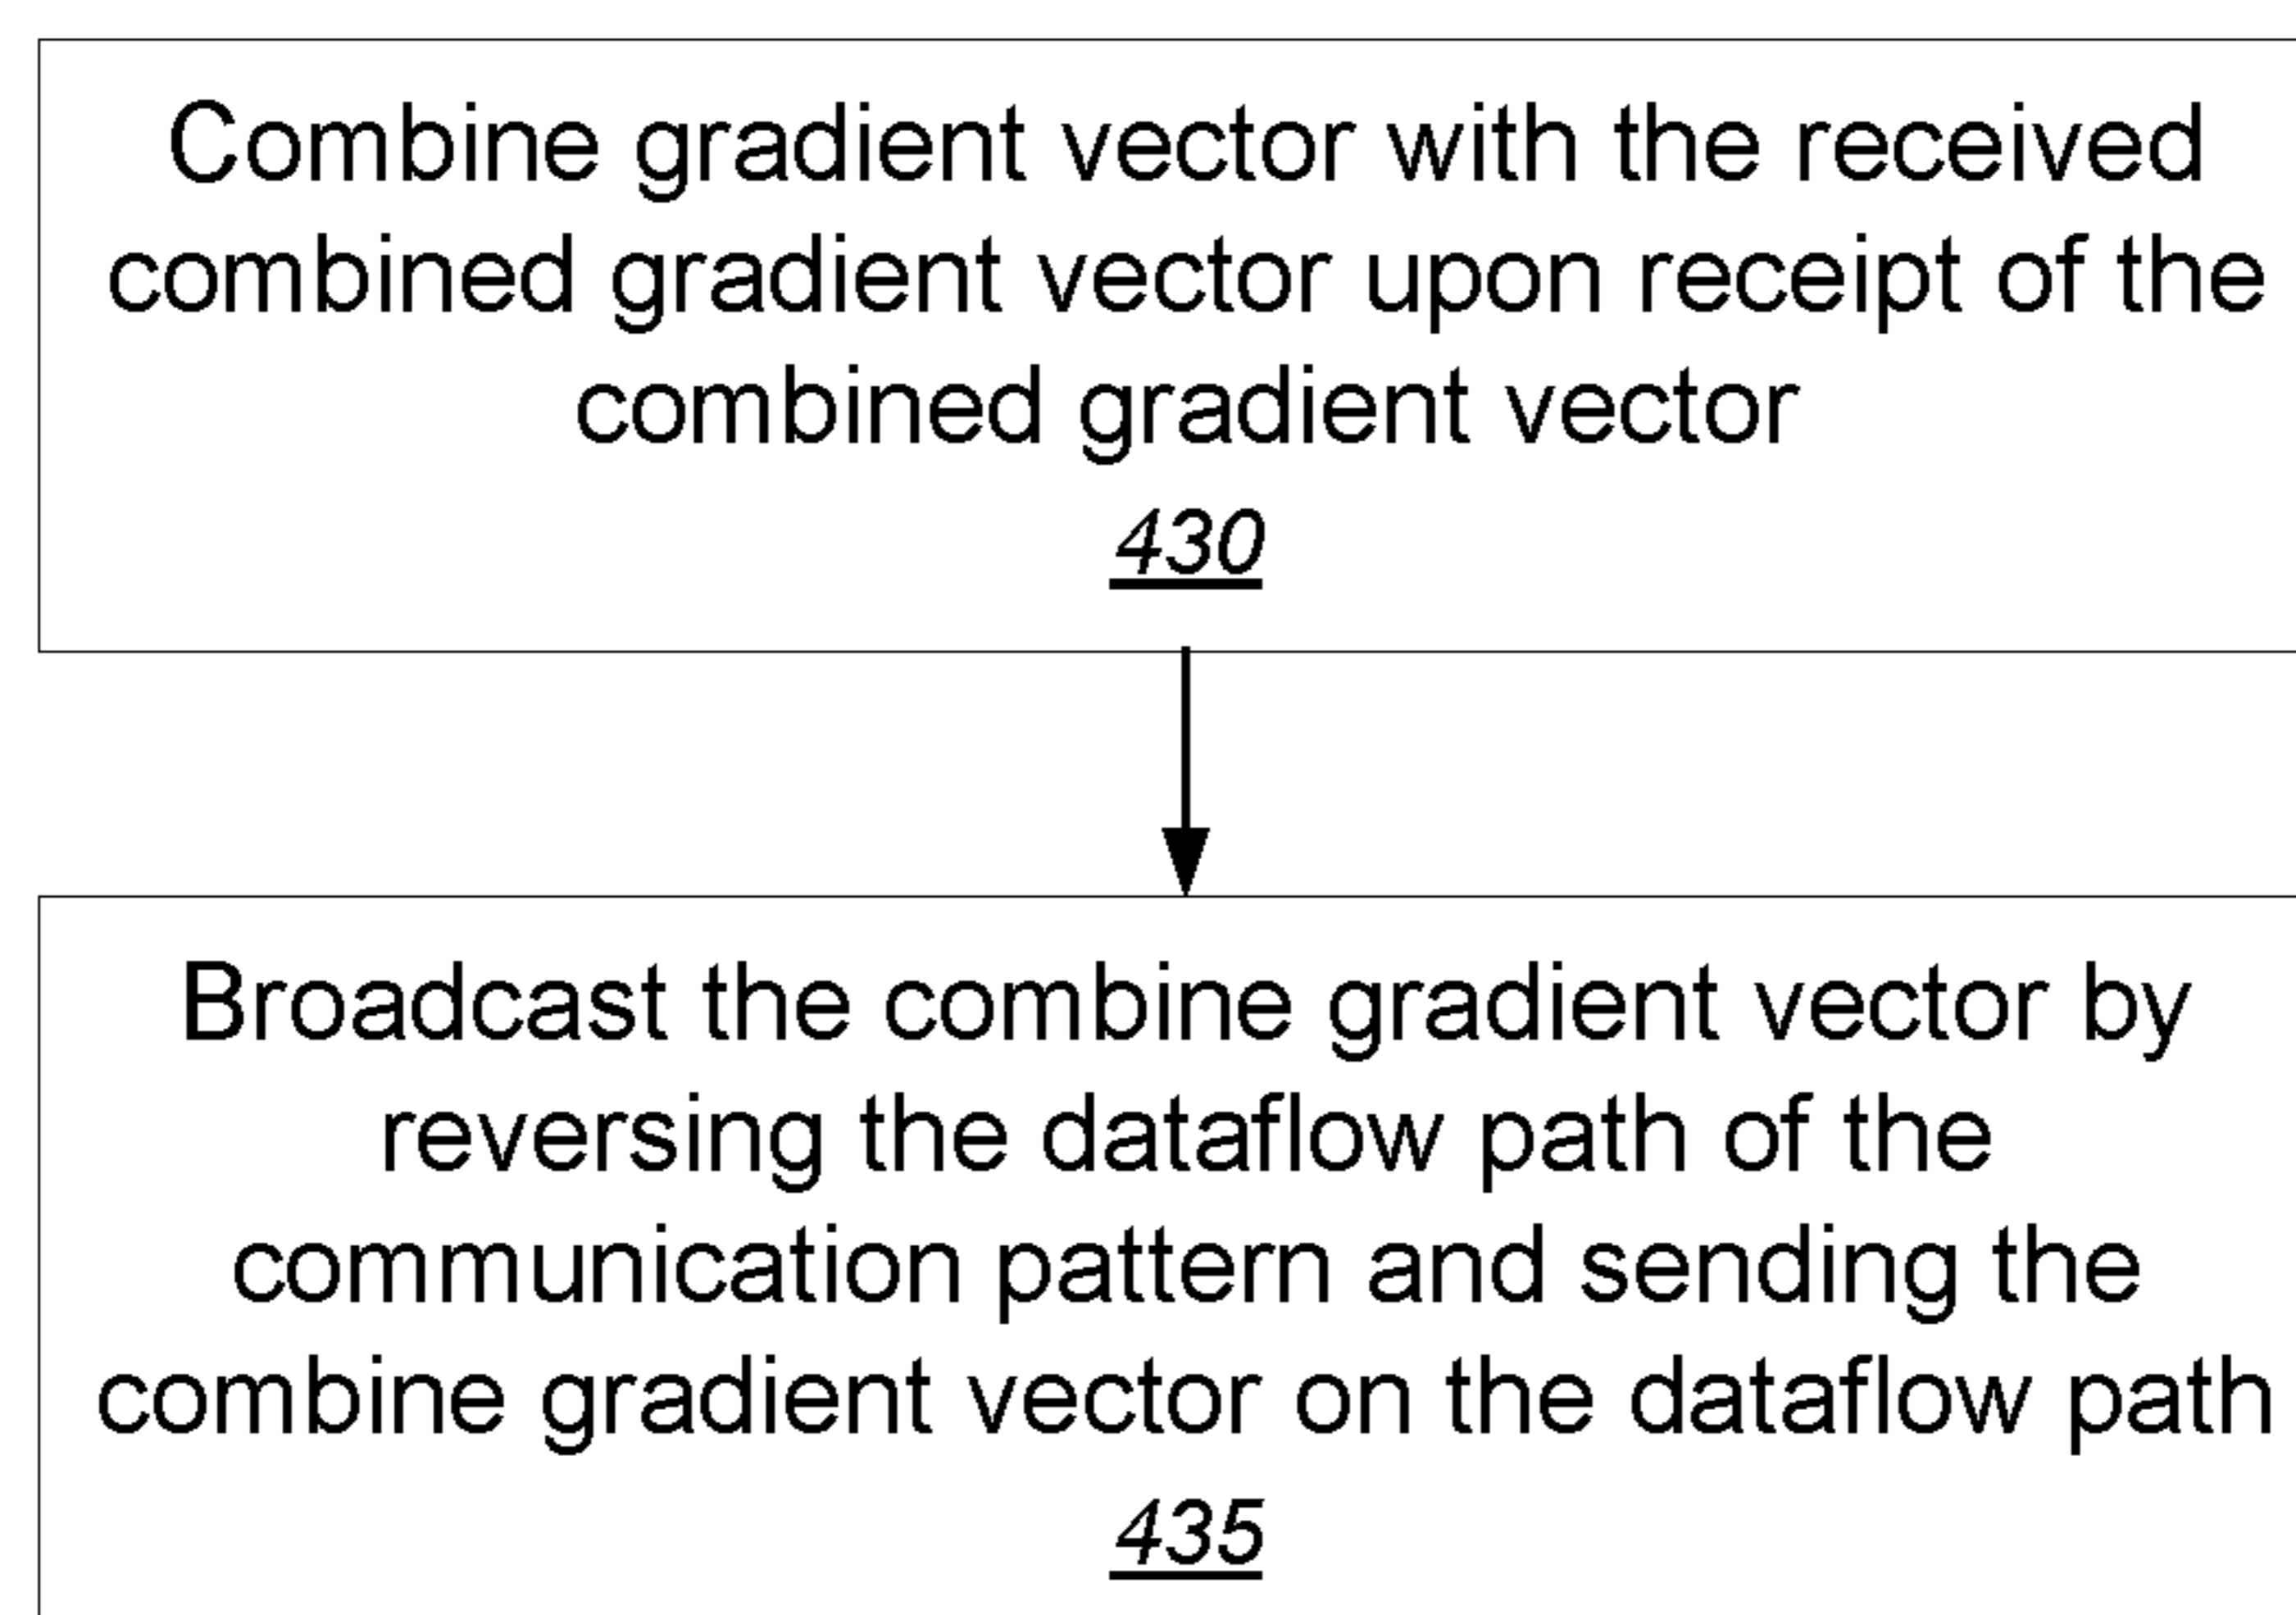 Combine gradient vector with the received
combined gradient vector upon receipt of the
combined gradient vector
430
Broadcast the combine gradient vector by
reversing the dataflow path of the
communication pattern and sending the
combine gradient vector on the dataflow path
435